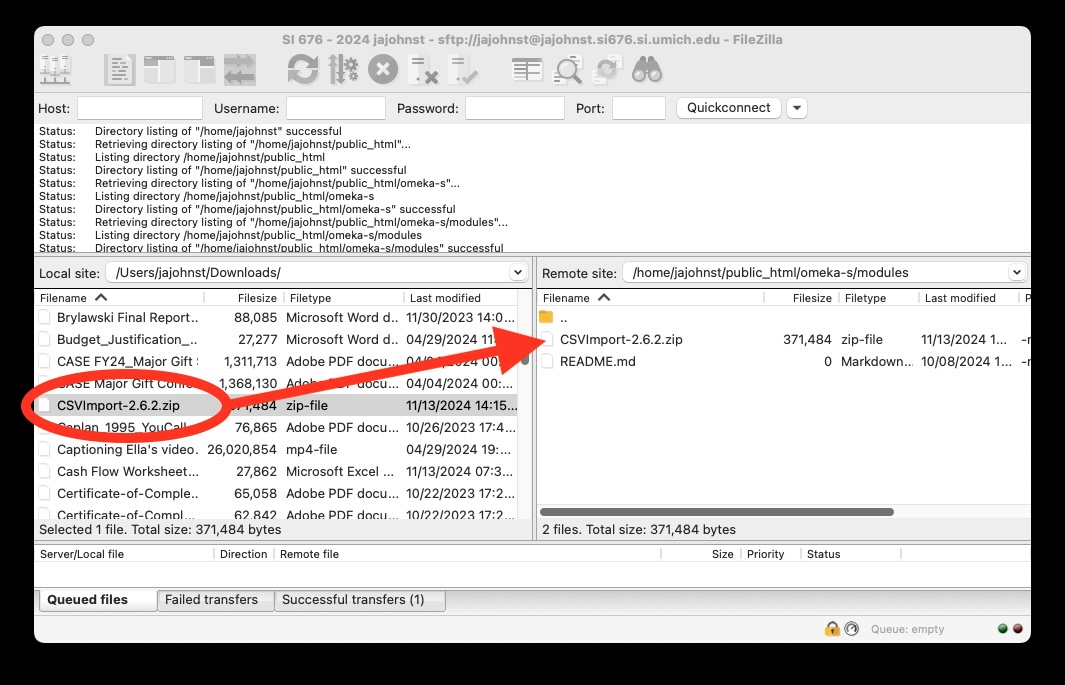 SI 676 - 2024 jajohnst - sftp://jajohnst@jajohnst.si676.si.umich.edu - FileZilla
Host: Username: Password: Port: Quickconnect
Status: Directory listing of "/home/jajohnst" successful
Status: Retrieving directory listing of "/home/jajohnst/public_html"...
Status: Listing directory /home/jajohnst/public_html
Status: Directory listing of "/home/jajohnst/public_html" successful
Status: Retrieving directory listing of "/home/jajohnst/public_html/omeka-s"...
Status: Listing directory /home/jajohnst/public_html/omeka-s
Status: Directory listing of "/home/jajohnst/public_html/omeka-s" successful
Status: Retrieving directory listing of "/home/jajohnst/public_html/omeka-s/modules"...
Status: Listing directory /home/jajohnst/public_html/omeka-s/modules
Status: Directory listing of "/home/jajohnst/public_html/omeka-s/modules" successful
Local site: /Users/jajohnst/Downloads/
Filename Filesize Filetype Last modified
Brylawski Final Report.. 88,085 Microsoft Word d.. 11/30/2023 14:0...
Budget_Justification_.. 27,277 Microsoft Word d.. 04/29/2024
CASE FY24_Major Gift 1,311,713 Adobe PDF docu... 00:
CASE Major Gift 1,368,130 Adobe PDF docu... 04/04/2024 00:...
CSVImport-2.6.2.zip zip-file 11/13/2024 14:15...
Caplan_1995_YouCall 76,865 Adobe PDF docu... 10/26/2023 17:4...
Captioning Ella's video. 26,020,854 mp4-file 04/29/2024 19:...
Cash Flow Worksheet... 27,862 Microsoft Excel ... 11/13/2024 07:3...
Certificate-of-Comple... 65,058 Adobe PDF docu... 10/22/2023 17:2...
Certificate-of-Compl... 62,842 Adobe PDF docu... 10/22/2023 17:2...
Selected 1 file. Total size: 371,484 bytes
Remote site: /home/jajohnst/public_html/omeka-s/modules
Filename Filesize Filetype Last modified P
..
CSVImport-2.6.2.zip 371,484 zip-file 11/13/2024 1... -r
README.md 0 Markdown... 10/08/2024 1... -r
2 files. Total size: 371,484 bytes
Server/Local file Direction Remote file Size Priority Status
Queued files Failed transfers Successful transfers (1)
Queue: empty